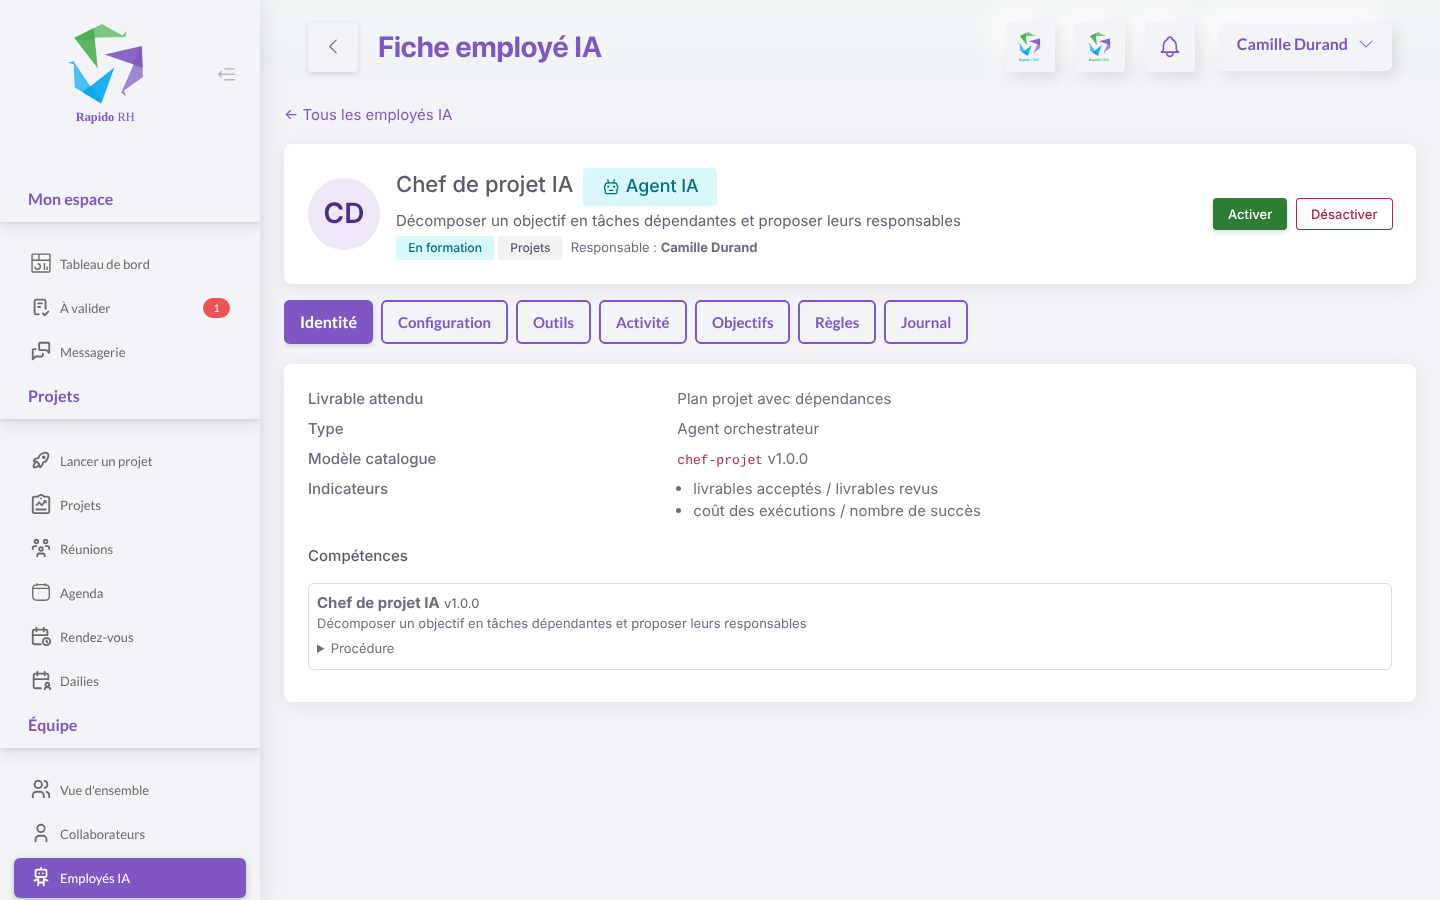 Rapido RH
Mon espace
Tableau de bord
À valider
1
Messagerie
Projets
Lancer un projet
Projets
Réunions
Agenda
Rendez-vous
Dailies
Équipe
Vue d'ensemble
Collaborateurs
Employés IA
Fiche employé IA
Camille Durand
← Tous les employés IA
CD
Chef de projet IA
Agent IA
Décomposer un objectif en tâches dépendantes et proposer leurs responsables
En formation
Projets
Responsable : Camille Durand
Activer
Désactiver
Identité
Configuration
Outils
Activité
Objectifs
Règles
Journal
Livrable attendu
Plan projet avec dépendances
Type
Agent orchestrateur
Modèle catalogue
chef-projet v1.0.0
Indicateurs
• livrables acceptés / livrables revus
• coût des exécutions / nombre de succès
Compétences
Chef de projet IA v1.0.0
Décomposer un objectif en tâches dépendantes et proposer leurs responsables
Procédure